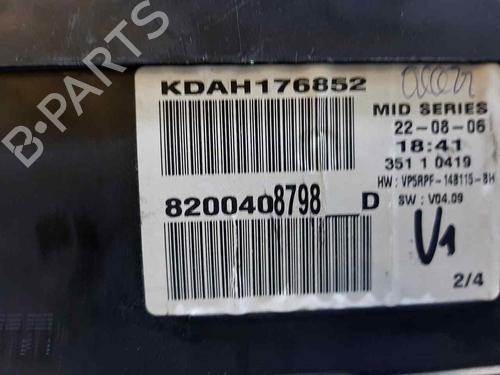 KDAH176852
MID SERIES
22-08-06
18:41
351 1 0419
HW : VP5RPF-14B115-BH
8200408798__D
SW : V04.09
V1
2/4
B-PARTS